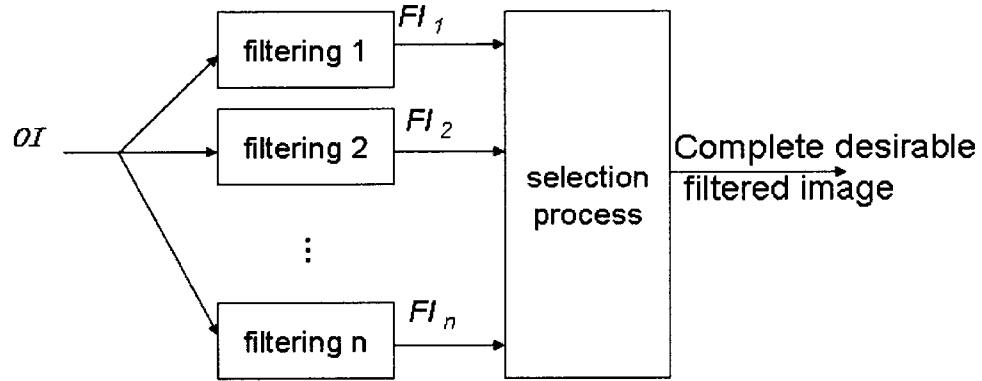 filtering 1
FI 1
OI
filtering 2
FI 2
selection
process
Complete desirable
filtered image
⋮
filtering n
FI n